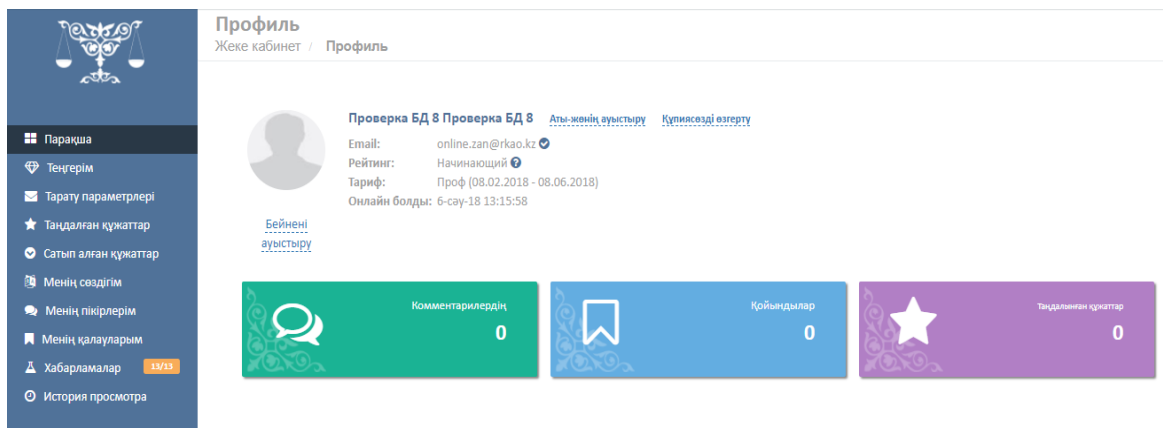 Профиль
Жеке кабинет / Профиль
Парақша
Теңгерім
Тарату параметрлері
Таңдалған құжаттар
Сатып алған құжаттар
Менің сөздігім
Менің пікірлерім
Менің қалауларым
Хабарламалар 13/13
История просмотра
Проверка БД 8 Проверка БД 8 Аты-жөнің ауыстыру Құпиясөзді өзгерту
Email: online.zan@rkao.kz
Рейтинг: Начинающий
Тариф: Проф (08.02.2018 - 08.06.2018)
Онлайн болды: 6-сәу-18 13:15:58
Бейнені
ауыстыру
Комментарилердің
0
Қойындылар
0
Таңдалынған құжаттар
0